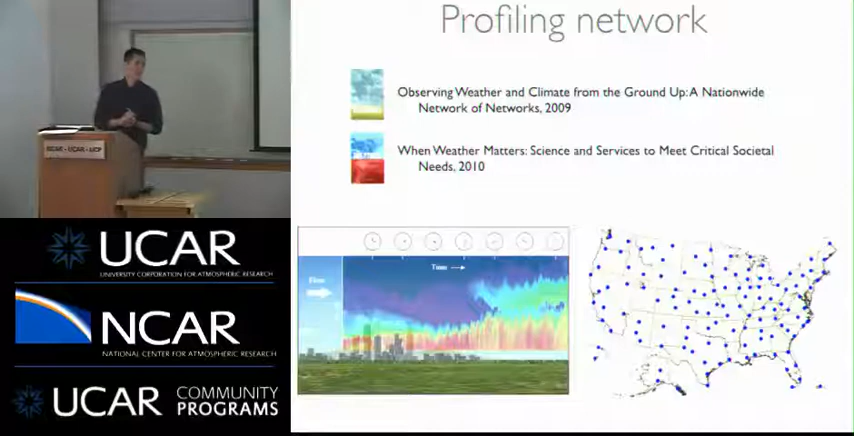 Profiling network
Observing Weather and Climate from the Ground Up: A Nationwide
Network of Networks, 2009
When Weather Matters: Science and Services to Meet Critical Societal
Needs, 2010
Time
NCAR • UCAR • UCP
UCAR
UNIVERSITY CORPORATION FOR ATMOSPHERIC RESEARCH
NCAR
NATIONAL CENTER FOR ATMOSPHERIC RESEARCH
UCAR COMMUNITY
PROGRAMS